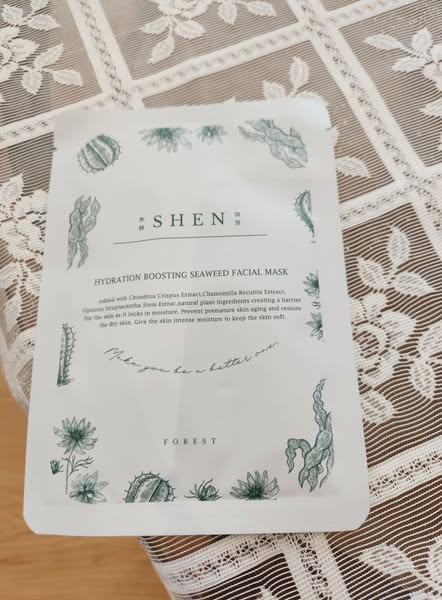 SHEN
HYDRATION BOOSTING SEAWEED FACIAL MASK
Added with Chondrus Crispus Extract,Chamomilla Recutita Extract,
Opuntia Streptacantha Stem Extrac,natural plant ingredients creating a barrier
for the skin as it locks in moisture. Prevent premature skin aging and restore
the dry skin. Give the skin intense moisture to keep the skin soft.
Make you be a better one.
FOREST